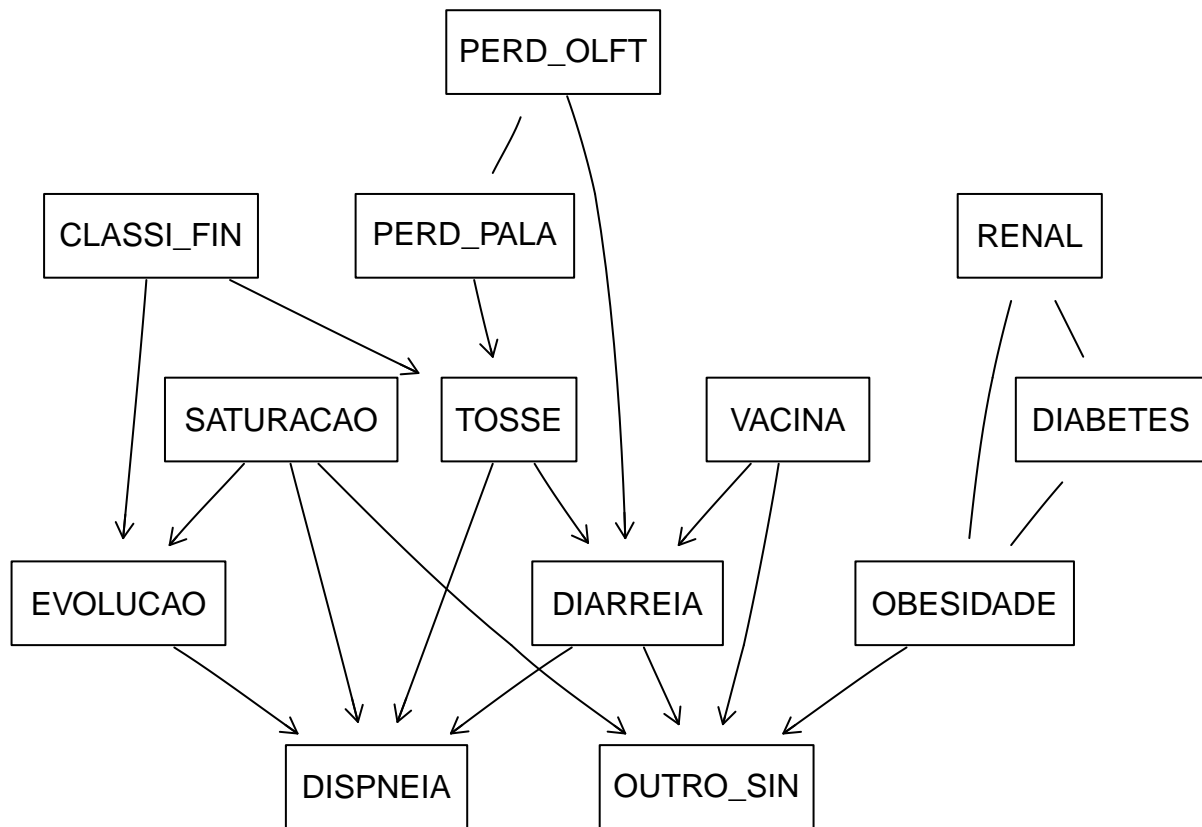 PERD_OLFT
CLASSI_FIN
PERD_PALA
RENAL
SATURACAO
TOSSE
VACINA
DIABETES
EVOLUCAO
DIARREIA
OBESIDADE
DISPNEIA
OUTRO_SIN